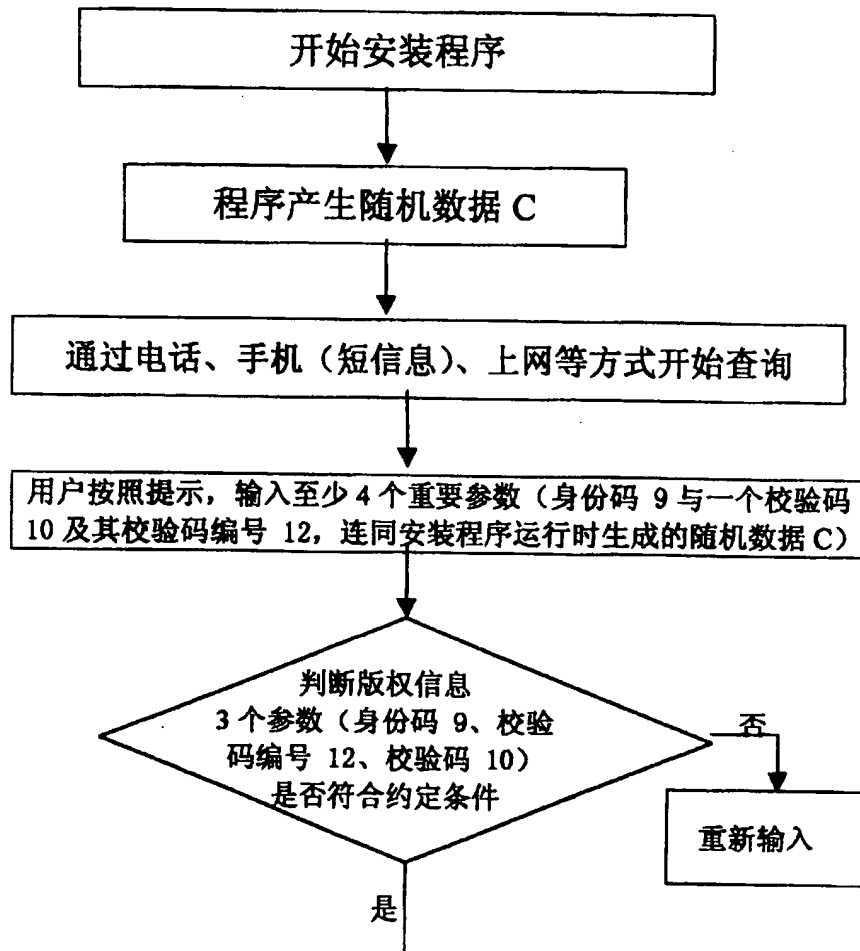 开始安装程序
程序产生随机数据 C
通过电话、手机（短信息）、上网等方式开始查询
用户按照提示，输入至少 4 个重要参数（身份码 9 与一个校验码
10 及其校验码编号 12，连同安装程序运行时生成的随机数据 C）
判断版权信息
3 个参数（身份码 9、校验
码编号 12、校验码 10）
是否符合约定条件
否
重新输入
是